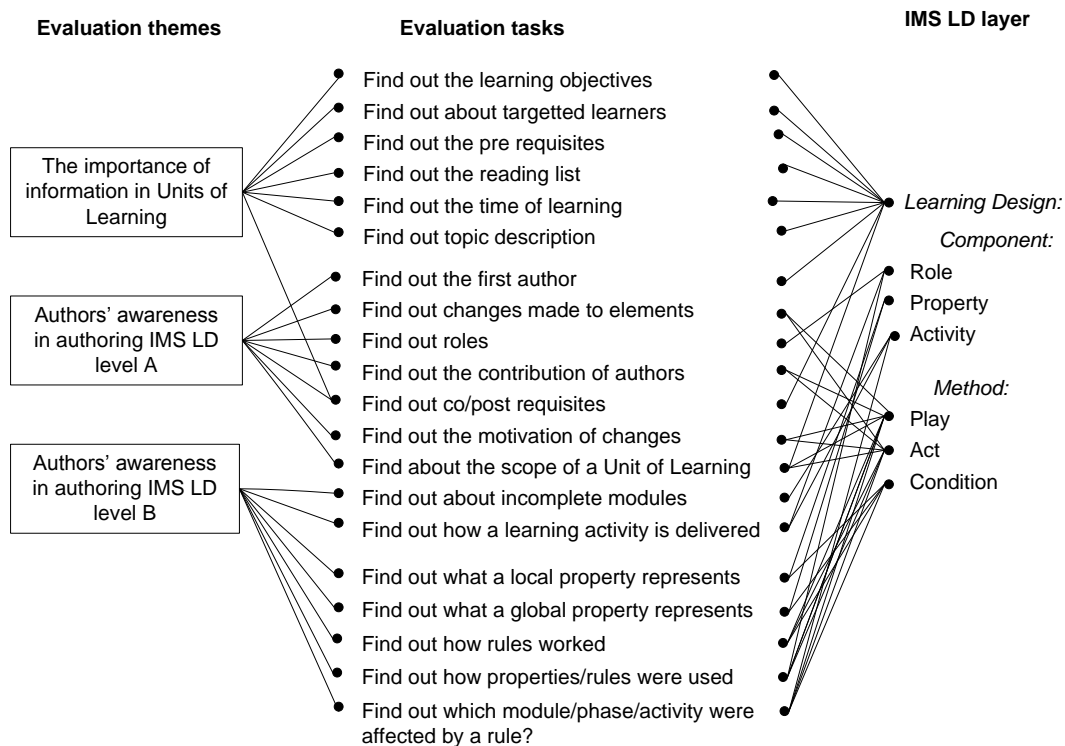 Evaluation themes
Evaluation tasks
IMS LD layer
The importance of
information in Units of
Learning
Authors' awareness
in authoring IMS LD
level A
Authors' awareness
in authoring IMS LD
level B
Find out the learning objectives
Find out about targetted learners
Find out the pre requisites
Find out the reading list
Find out the time of learning
Find out topic description
Find out the first author
Find out changes made to elements
Find out roles
Find out the contribution of authors
Find out co/post requisites
Find out the motivation of changes
Find about the scope of a Unit of Learning
Find out about incomplete modules
Find out how a learning activity is delivered
Find out what a local property represents
Find out what a global property represents
Find out how rules worked
Find out how properties/rules were used
Find out which module/phase/activity were
affected by a rule?
Learning Design:
Component:
Role
Property
Activity
Method:
Play
Act
Condition